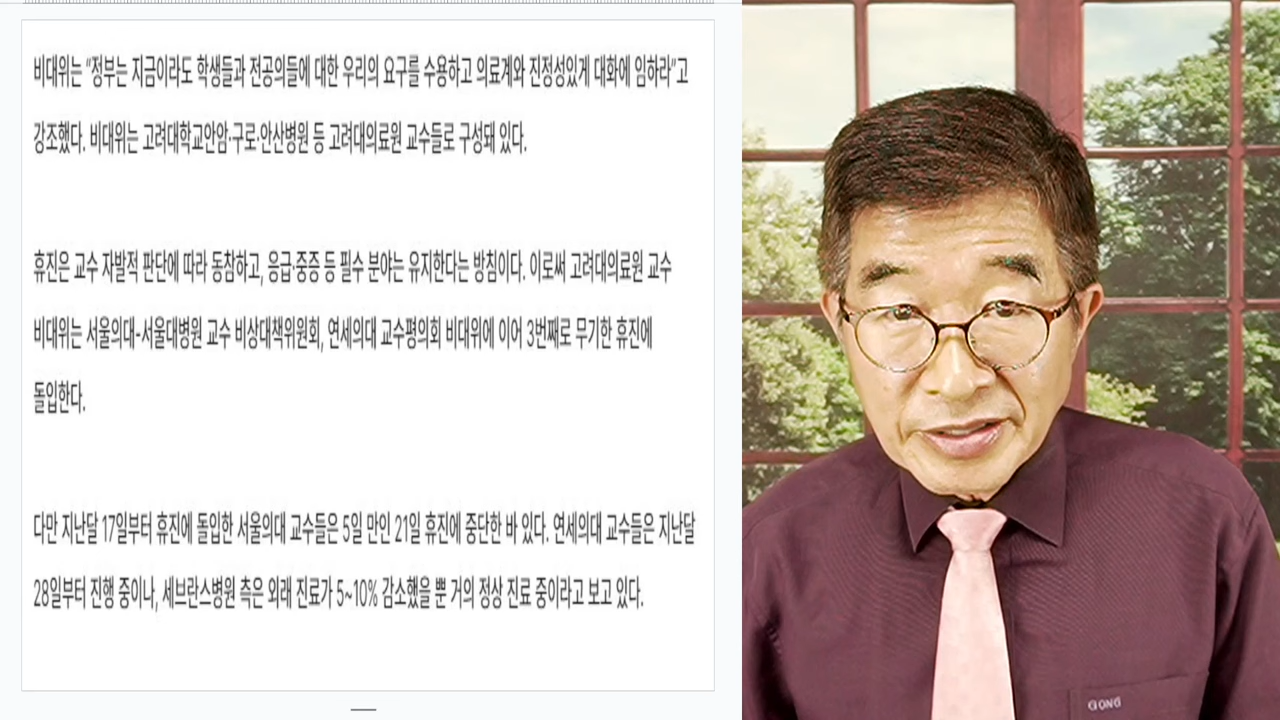 비대위는 “정부는 지금이라도 학생들과 전공의들에 대한 우리의 요구를 수용하고 의료계와 진정성있게 대화에 임하라”고
강조했다. 비대위는 고려대학교안암·구로·안산병원 등 고려대의료원 교수들로 구성돼 있다.
휴진은 교수 자발적 판단에 따라 동참하고, 응급·중증 등 필수 분야는 유지한다는 방침이다. 이로써 고려대의료원 교수
비대위는 서울의대-서울대병원 교수 비상대책위원회, 연세의대 교수평의회 비대위에 이어 3번째로 무기한 휴진에
돌입한다.
다만 지난달 17일부터 휴진에 돌입한 서울의대 교수들은 5일 만인 21일 휴진에 중단한 바 있다. 연세의대 교수들은 지난달
28일부터 진행 중이나, 세브란스병원 측은 외래 진료가 5~10% 감소했을 뿐 거의 정상 진료 중이라고 보고 있다.
GONG